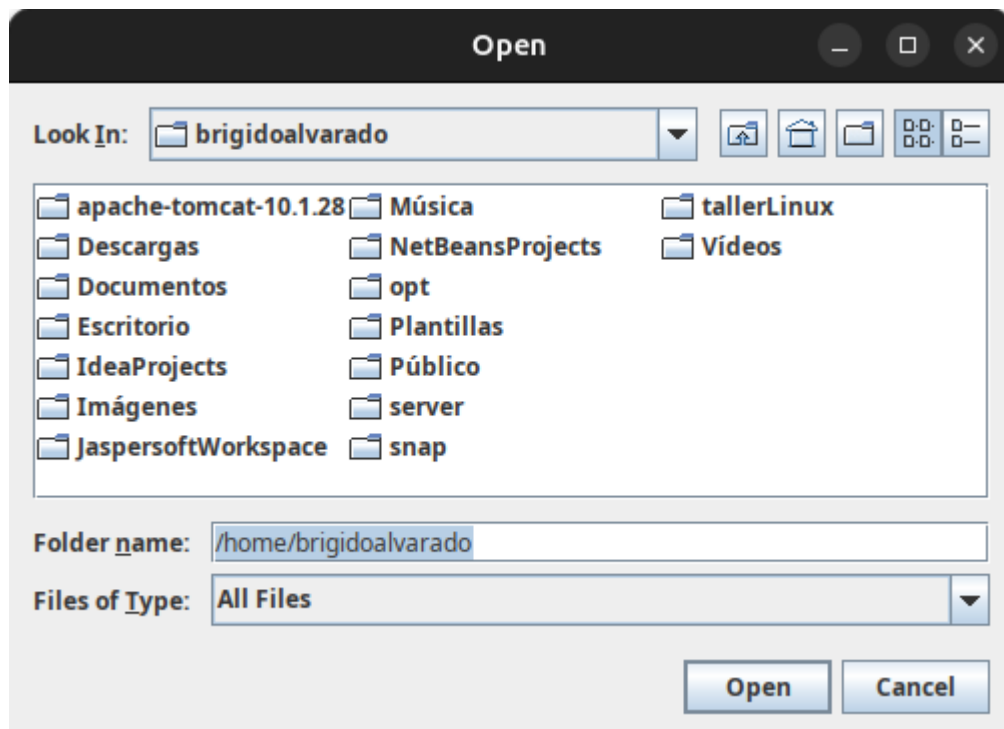 Open
Look In: brigidoalvarado
apache-tomcat-10.1.28 Música tallerLinux
Descargas NetBeansProjects Vídeos
Documentos opt
Escritorio Plantillas
IdeaProjects Público
Imágenes server
JaspersoftWorkspace snap
Folder name: /home/brigidoalvarado
Files of Type: All Files
Open Cancel